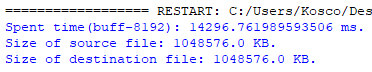 =================== RESTART: C:/Users/Kosco/Des
Spent time(buff-8192): 14296.761989593506 ms.
Size of source file: 1048576.0 KB.
Size of destination file: 1048576.0 KB.